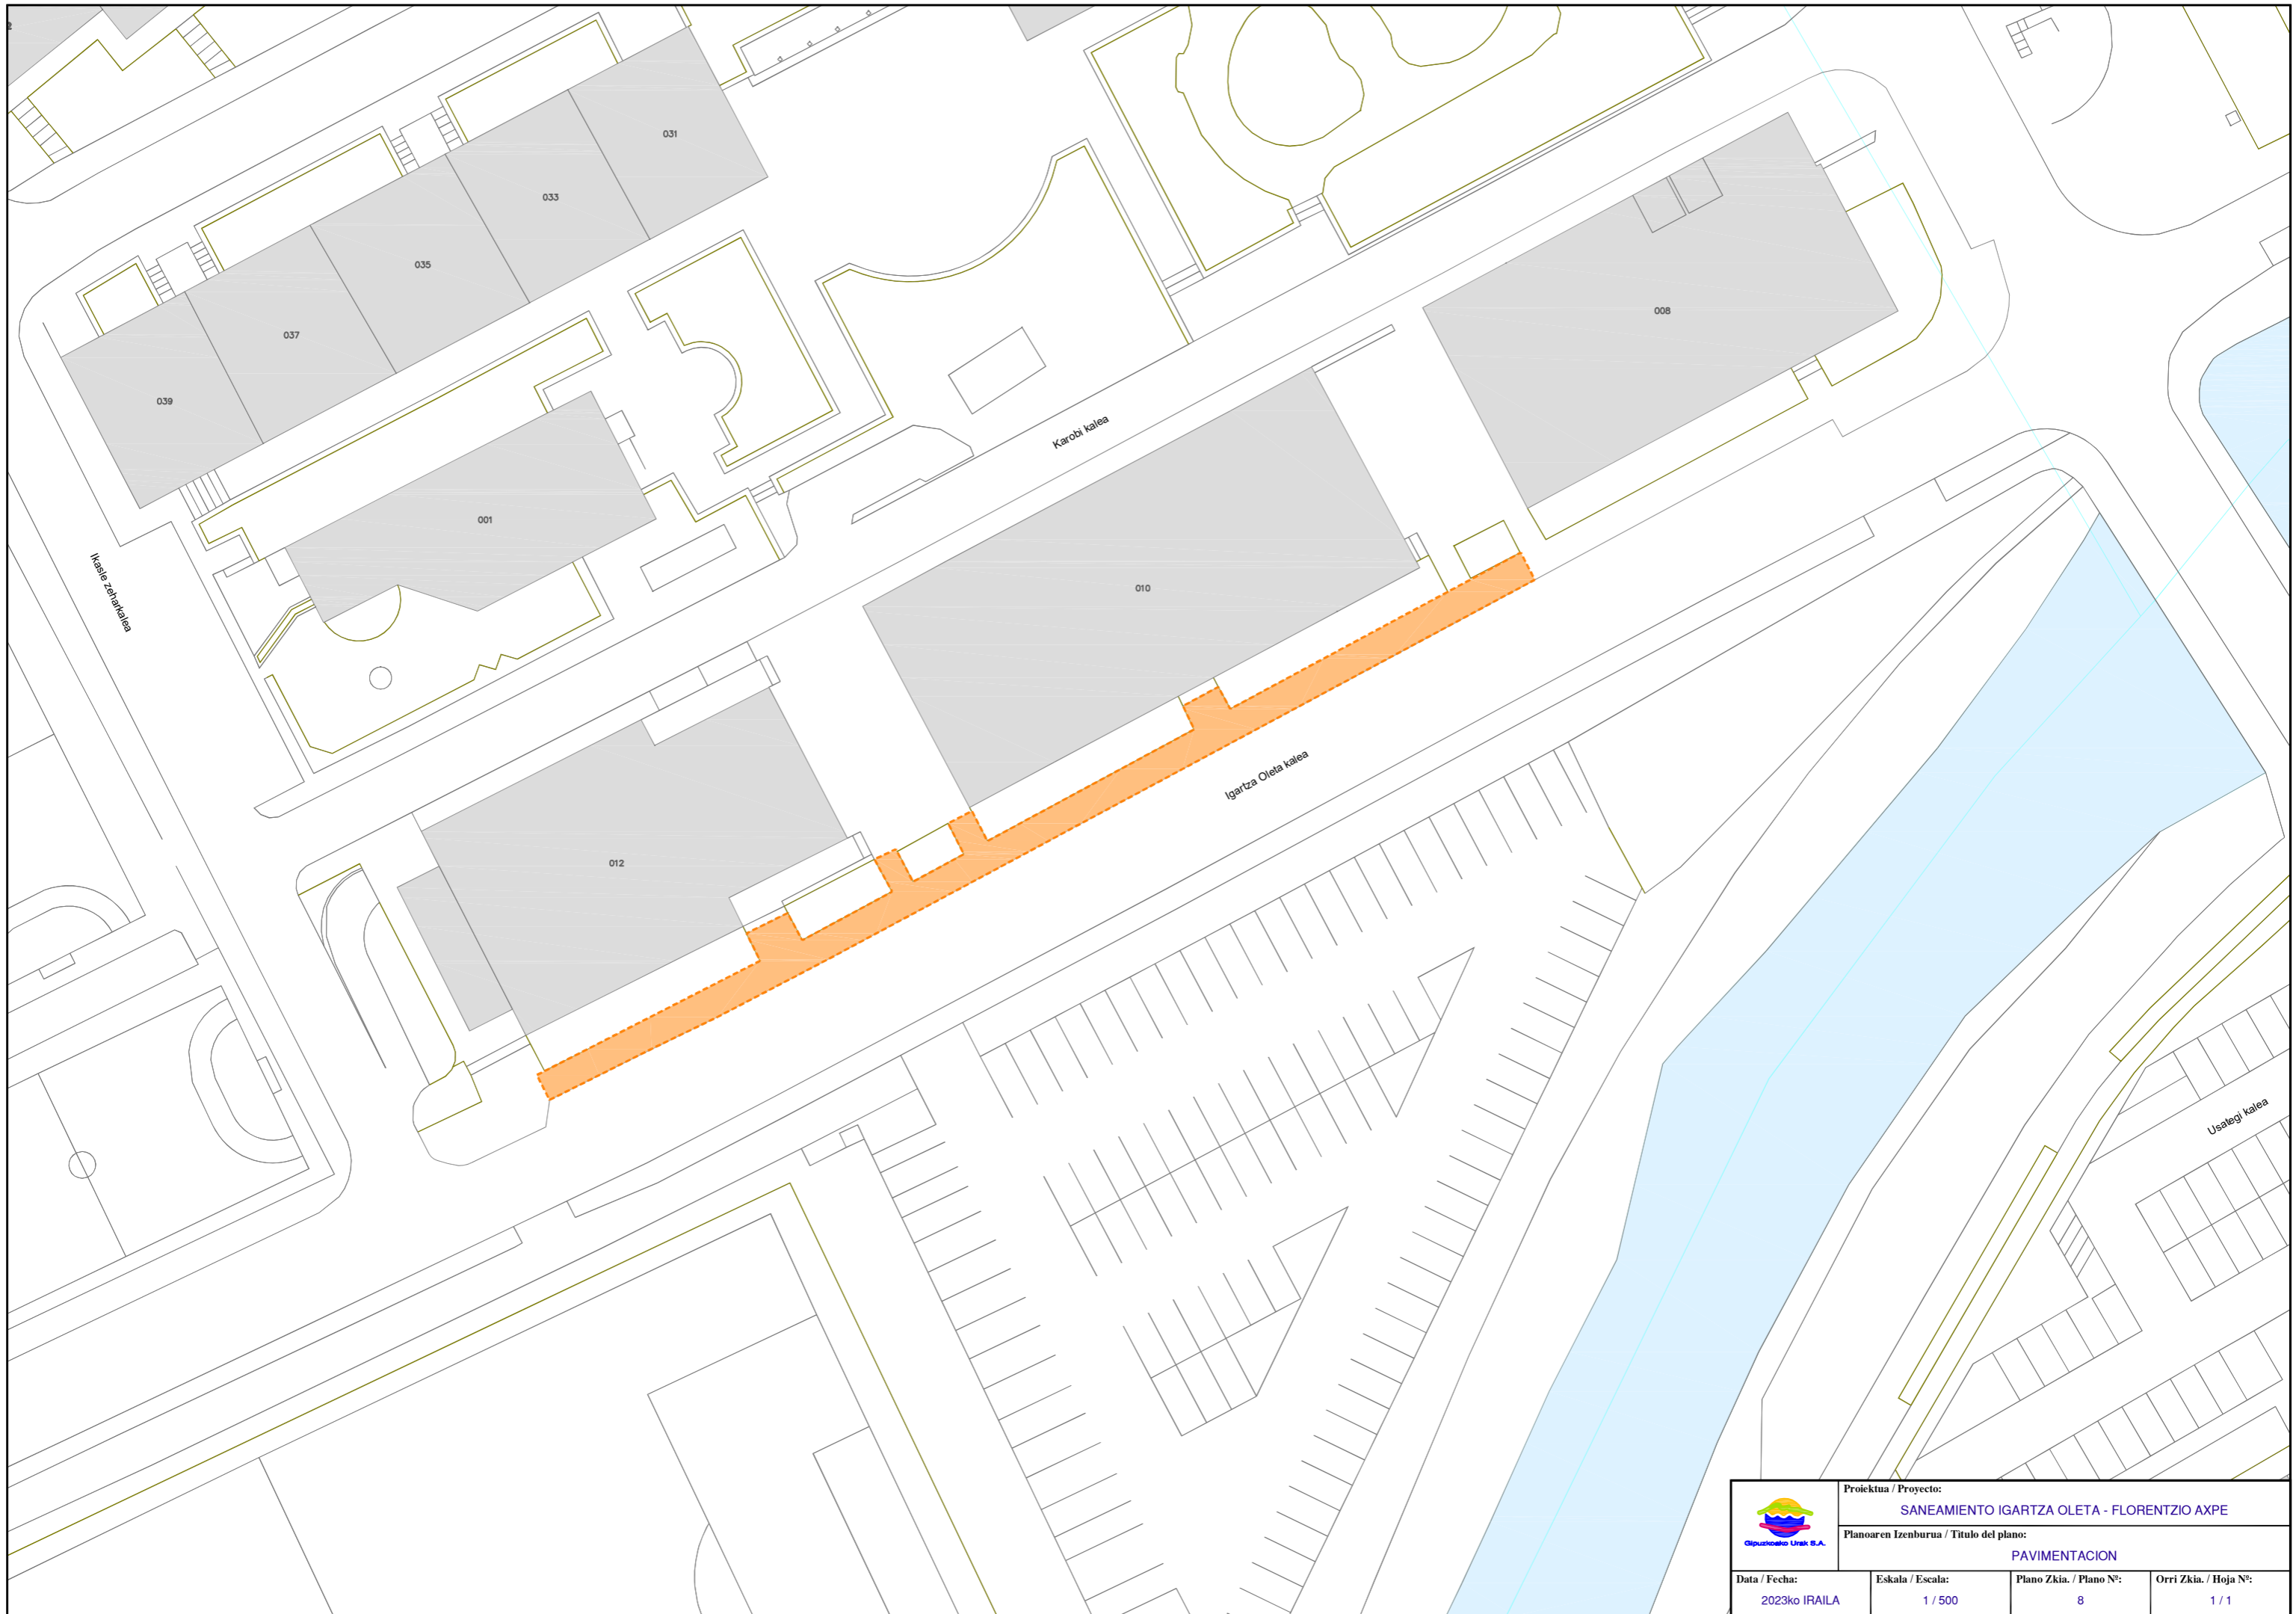 031
033
035
037
039
001
008
010
012
Karobi kalea
Ikasle zeharkalea
Igartza Oleta kalea
Usategi kalea
Gipuzkoako Urak S.A.
Proiektua / Proyecto:
SANEAMIENTO IGARTZA OLETA - FLORENTZIO AXPE
Planoaren Izenburua / Titulo del plano:
PAVIMENTACION
Data / Fecha:
2023ko IRAILA
Eskala / Escala:
1 / 500
Plano Zkia. / Plano Nº:
8
Orri Zkia. / Hoja Nº:
1 / 1